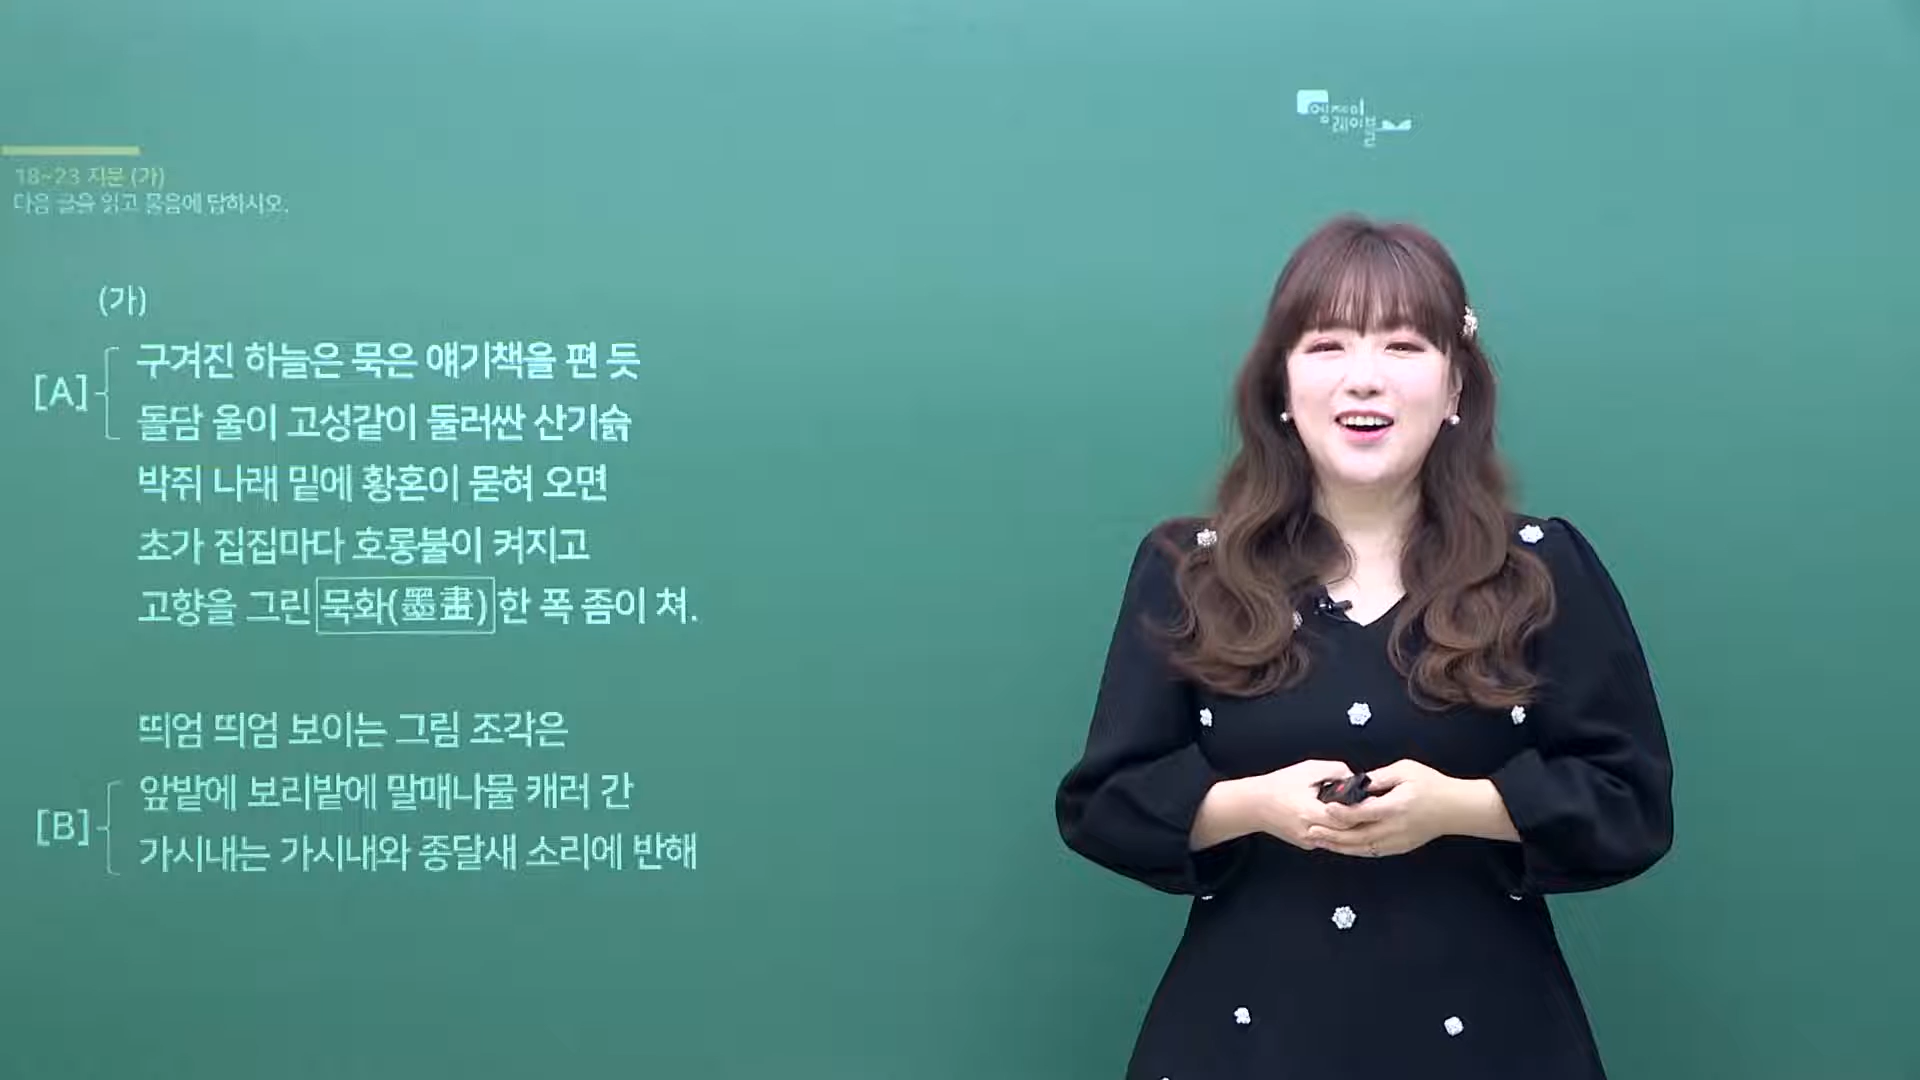 엠제이
레이블
18~23 지문 (가)
다음 글을 읽고 물음에 답하시오.
(가)
[A]
구겨진 하늘은 묵은 얘기책을 편 듯
돌담 울이 고성같이 둘러싼 산기슭
박쥐 나래 밑에 황혼이 묻혀 오면
초가 집집마다 호롱불이 켜지고
고향을 그린 묵화(墨畫) 한 폭 좀이 쳐.
띄엄 띄엄 보이는 그림 조각은
[B]
앞밭에 보리밭에 말매나물 캐러 간
가시내는 가시내와 종달새 소리에 반해